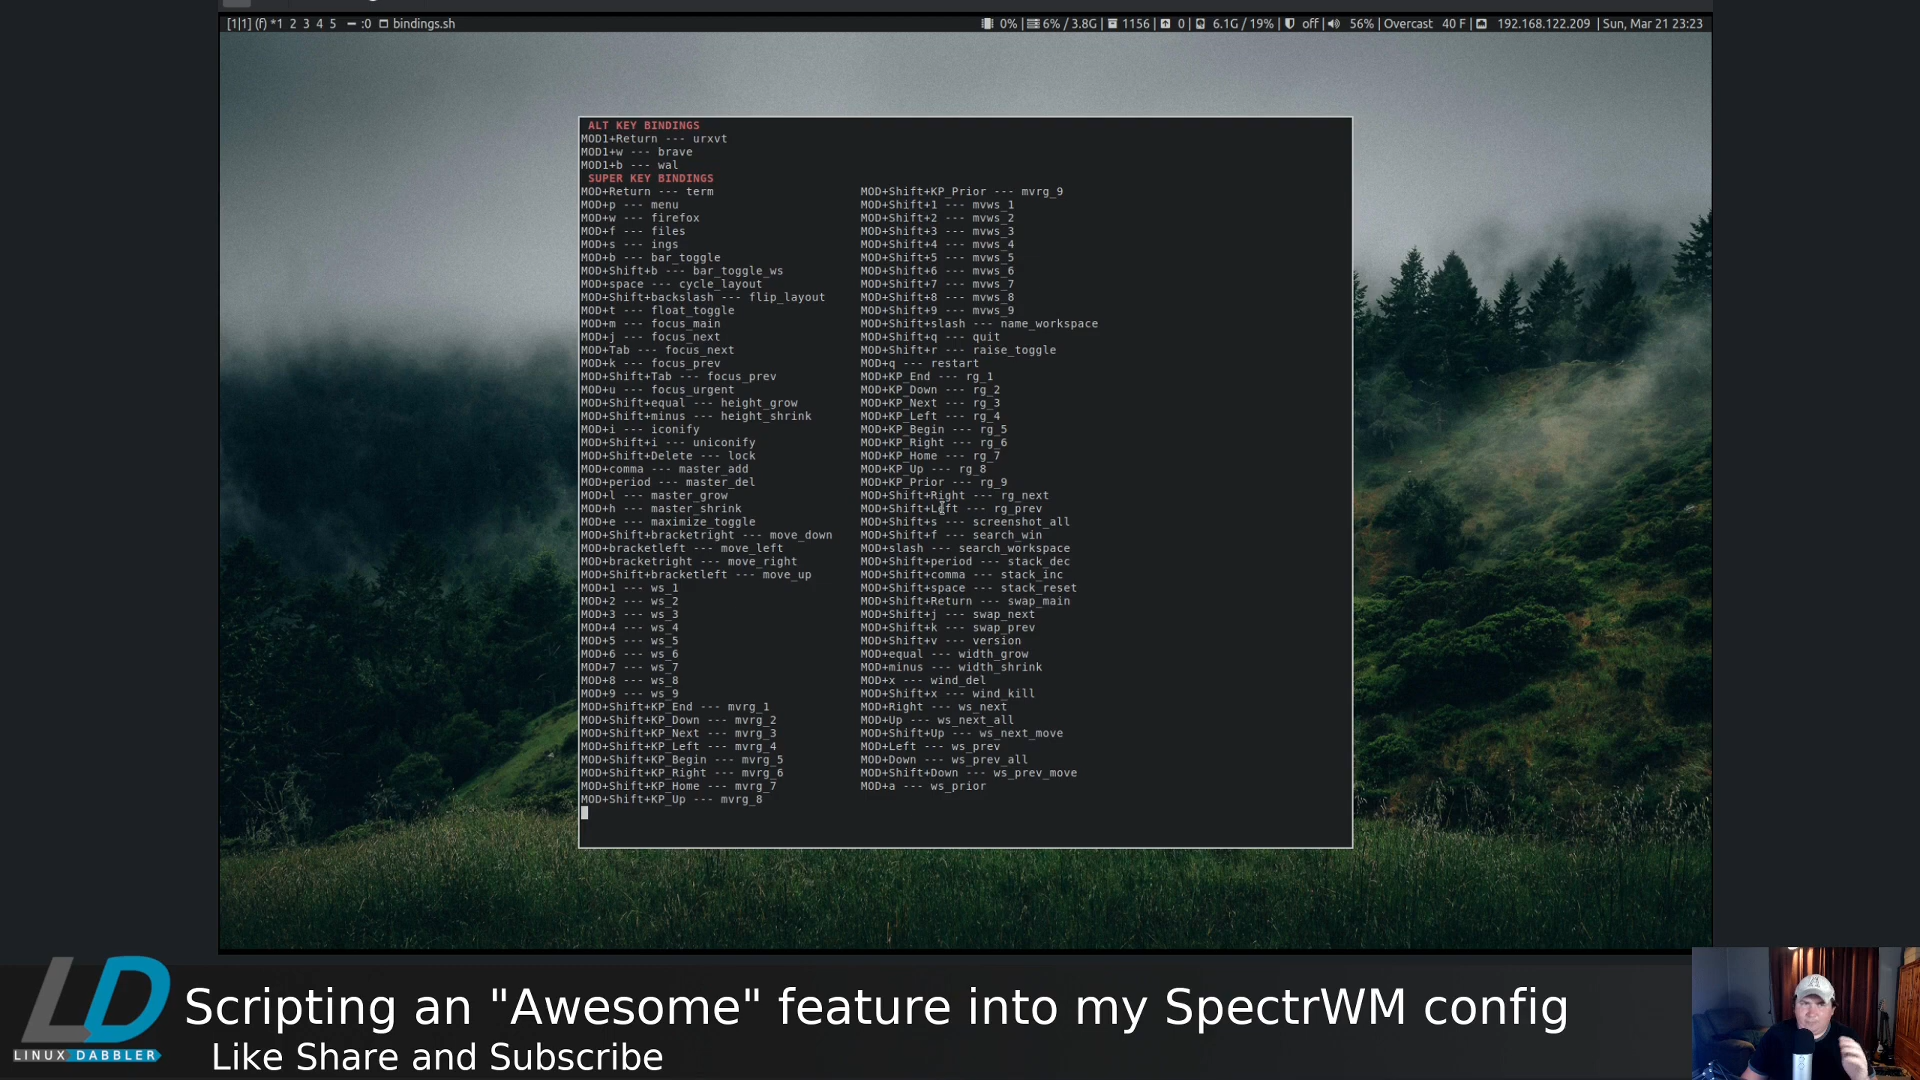 [1|1] (f) *1 2 3 4 5 — :0 bindings.sh
0% | 6% / 3.8G | 1156 | 0 | 6.1G / 19% | off | 56% | Overcast 40 F | 192.168.122.209 | Sun, Mar 21 23:23
ALT KEY BINDINGS
MOD1+Return --- urxvt
MOD1+w --- brave
MOD1+b --- wal
SUPER KEY BINDINGS
MOD+Return --- term
MOD+p --- menu
MOD+w --- firefox
MOD+f --- files
MOD+s --- ings
MOD+b --- bar_toggle
MOD+Shift+b --- bar_toggle_ws
MOD+space --- cycle_layout
MOD+Shift+backslash --- flip_layout
MOD+t --- float_toggle
MOD+m --- focus_main
MOD+j --- focus_next
MOD+Tab --- focus_next
MOD+k --- focus_prev
MOD+Shift+Tab --- focus_prev
MOD+u --- focus_urgent
MOD+Shift+equal --- height_grow
MOD+Shift+minus --- height_shrink
MOD+i --- iconify
MOD+Shift+i --- uniconify
MOD+Shift+Delete --- lock
MOD+comma --- master_add
MOD+period --- master_del
MOD+l --- master_grow
MOD+h --- master_shrink
MOD+e --- maximize_toggle
MOD+Shift+bracketright --- move_down
MOD+bracketleft --- move_left
MOD+bracketright --- move_right
MOD+Shift+bracketleft --- move_up
MOD+1 --- ws_1
MOD+2 --- ws_2
MOD+3 --- ws_3
MOD+4 --- ws_4
MOD+5 --- ws_5
MOD+6 --- ws_6
MOD+7 --- ws_7
MOD+8 --- ws_8
MOD+9 --- ws_9
MOD+Shift+KP_End --- mvrg_1
MOD+Shift+KP_Down --- mvrg_2
MOD+Shift+KP_Next --- mvrg_3
MOD+Shift+KP_Left --- mvrg_4
MOD+Shift+KP_Begin --- mvrg_5
MOD+Shift+KP_Right --- mvrg_6
MOD+Shift+KP_Home --- mvrg_7
MOD+Shift+KP_Up --- mvrg_8
MOD+Shift+KP_Prior --- mvrg_9
MOD+Shift+1 --- mvws_1
MOD+Shift+2 --- mvws_2
MOD+Shift+3 --- mvws_3
MOD+Shift+4 --- mvws_4
MOD+Shift+5 --- mvws_5
MOD+Shift+6 --- mvws_6
MOD+Shift+7 --- mvws_7
MOD+Shift+8 --- mvws_8
MOD+Shift+9 --- mvws_9
MOD+Shift+slash --- name_workspace
MOD+Shift+q --- quit
MOD+Shift+r --- raise_toggle
MOD+q --- restart
MOD+KP_End --- rg_1
MOD+KP_Down --- rg_2
MOD+KP_Next --- rg_3
MOD+KP_Left --- rg_4
MOD+KP_Begin --- rg_5
MOD+KP_Right --- rg_6
MOD+KP_Home --- rg_7
MOD+KP_Up --- rg_8
MOD+KP_Prior --- rg_9
MOD+Shift+Right --- rg_next
MOD+Shift+Left --- rg_prev
MOD+Shift+s --- screenshot_all
MOD+Shift+f --- search_win
MOD+slash --- search_workspace
MOD+Shift+period --- stack_dec
MOD+Shift+comma --- stack_inc
MOD+Shift+space --- stack_reset
MOD+Shift+Return --- swap_main
MOD+Shift+j --- swap_next
MOD+Shift+k --- swap_prev
MOD+Shift+v --- version
MOD+equal --- width_grow
MOD+minus --- width_shrink
MOD+x --- wind_del
MOD+Shift+x --- wind_kill
MOD+Right --- ws_next
MOD+Up --- ws_next_all
MOD+Shift+Up --- ws_next_move
MOD+Left --- ws_prev
MOD+Down --- ws_prev_all
MOD+Shift+Down --- ws_prev_move
MOD+a --- ws_prior
LD
LINUX DABBLER
Scripting an "Awesome" feature into my SpectrWM config
Like Share and Subscribe